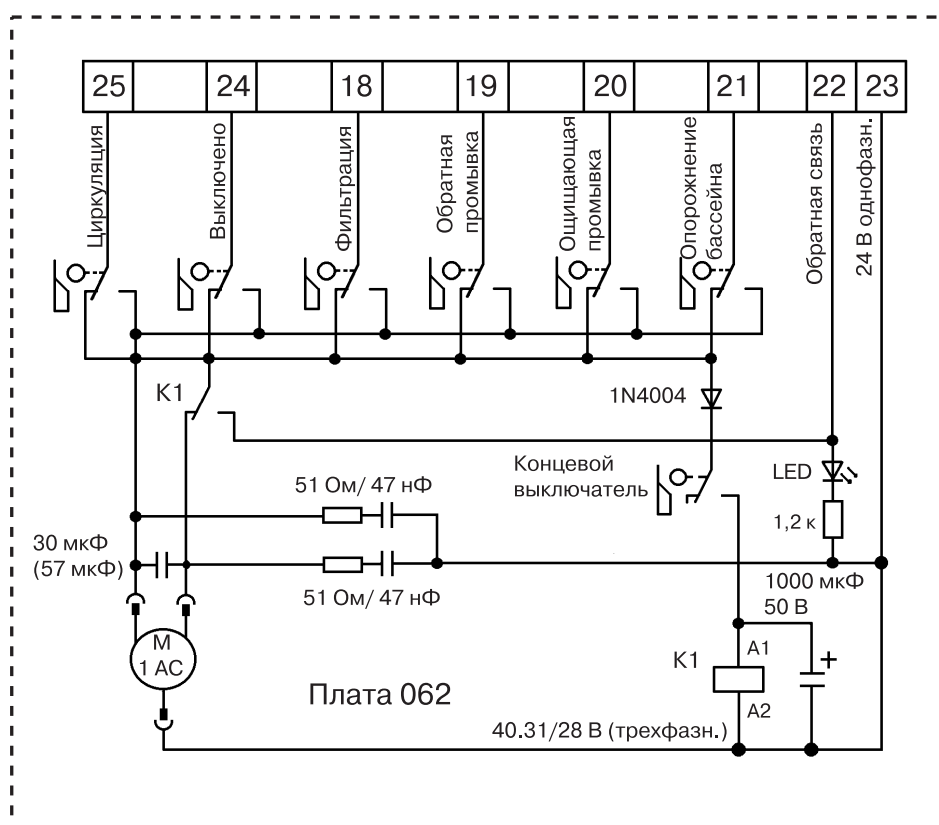 25 24 18 19 20 21 22 23
Циркуляция
Выключено
Фильтрация
Обратная
промывка
Ощищающая
промывка
Опорожнение
бассейна
Обратная связь
24 В однофазн.
K1
1N4004
Концевой
выключатель
LED
1,2 к
51 Ом/ 47 нФ
30 мкФ
(57 мкФ)
51 Ом/ 47 нФ
1000 мкФ
50 В
M
1 AC
K1
A1
+
A2
Плата 062
40.31/28 В (трехфазн.)